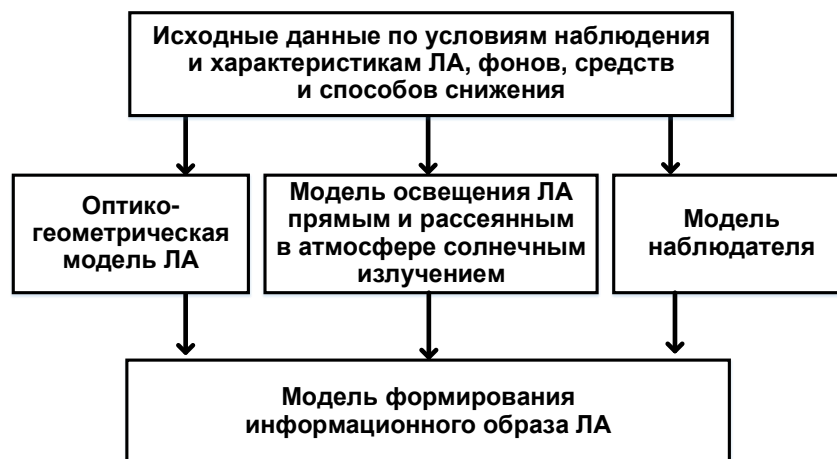 Исходные данные по условиям наблюдения
и характеристикам ЛА, фонов, средств
и способов снижения
Оптико-
геометрическая
модель ЛА
Модель освещения ЛА
прямым и рассеянным
в атмосфере солнечным
излучением
Модель
наблюдателя
Модель формирования
информационного образа ЛА